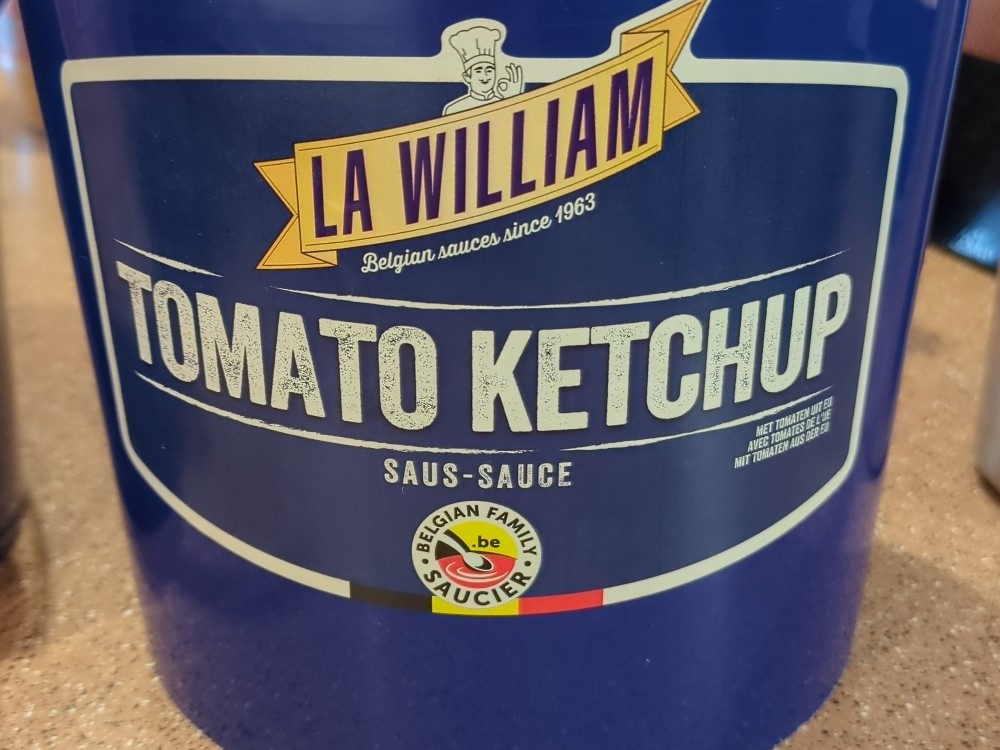 LA WILLIAM
Belgian sauces since 1963
TOMATO KETCHUP
MET TOMATEN UIT EU
AVEC TOMATES DE L'UE
MIT TOMATEN AUS DER EU
SAUS-SAUCE
BELGIAN FAMILY
.be
SAUCIER